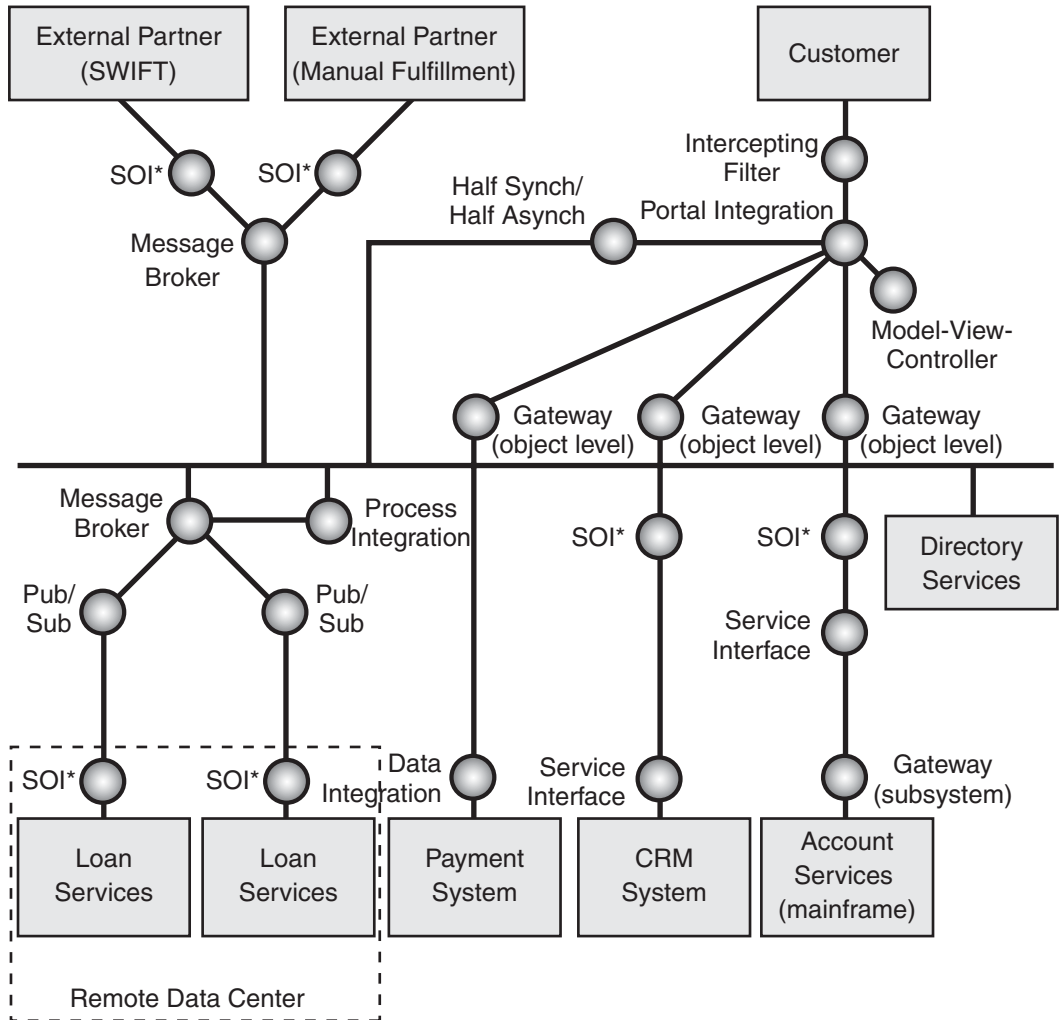 External Partner
(SWIFT)
External Partner
(Manual Fulfillment)
Customer
SOI*
SOI*
Intercepting
Filter
Half Synch/
Half Asynch
Portal Integration
Message
Broker
Model-View-
Controller
Gateway
(object level)
Gateway
(object level)
Gateway
(object level)
Message
Broker
Process
Integration
SOI*
SOI*
Directory
Services
Pub/
Sub
Pub/
Sub
Service
Interface
SOI*
SOI*
Data
Integration
Service
Interface
Gateway
(subsystem)
Loan
Services
Loan
Services
Payment
System
CRM
System
Account
Services
(mainframe)
Remote Data Center